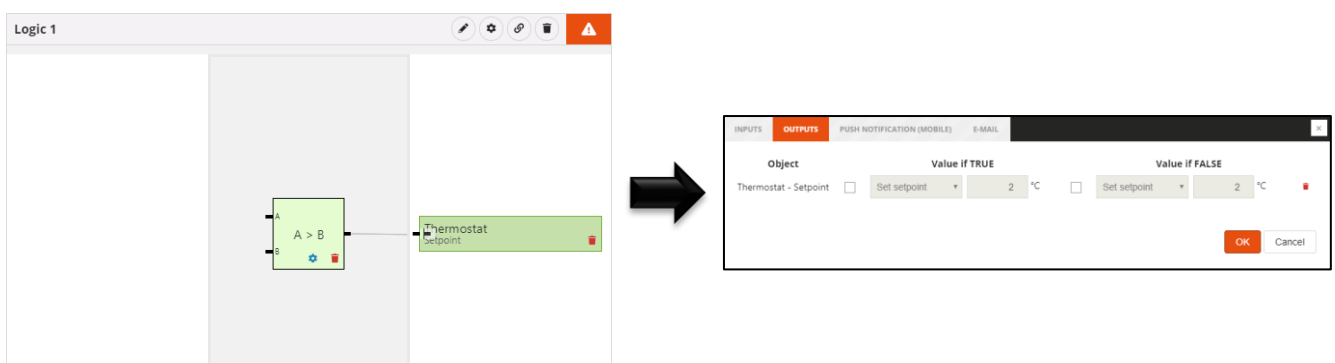 Logic 1
A
A > B
B
Thermostat
Setpoint
INPUTS OUTPUTS PUSH NOTIFICATION (MOBILE) E-MAIL ×
Object Value if TRUE Value if FALSE
Thermostat - Setpoint Set setpoint 2 °C Set setpoint 2 °C
OK Cancel